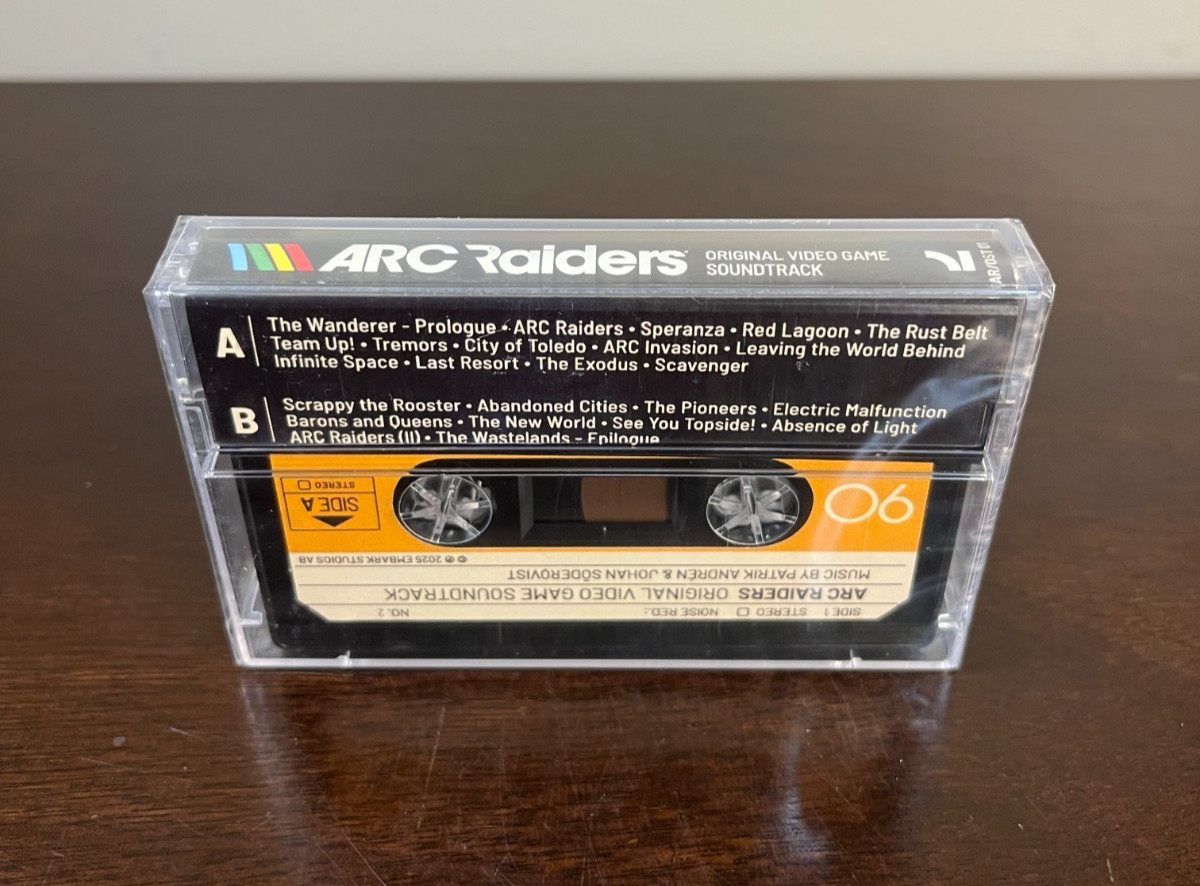 ARC Raiders
ORIGINAL VIDEO GAME
SOUNDTRACK
AR/OST 01
A
The Wanderer - Prologue • ARC Raiders • Speranza • Red Lagoon • The Rust Belt
Team Up! • Tremors • City of Toledo • ARC Invasion • Leaving the World Behind
Infinite Space • Last Resort • The Exodus • Scavenger
B
Scrappy the Rooster • Abandoned Cities • The Pioneers • Electric Malfunction
Barons and Queens • The New World • See You Topside! • Absence of Light
ARC Raiders (II) • The Wastelands - Epilogue
SIDE 1 STEREO NOISE RED.: NO. 2
ARC RAIDERS ORIGINAL VIDEO GAME SOUNDTRACK
MUSIC BY PATRIK ANDRÉN & JOHAN SÖDERQVIST
℗ © 2025 EMBARK STUDIOS AB
90
SIDE A
STEREO